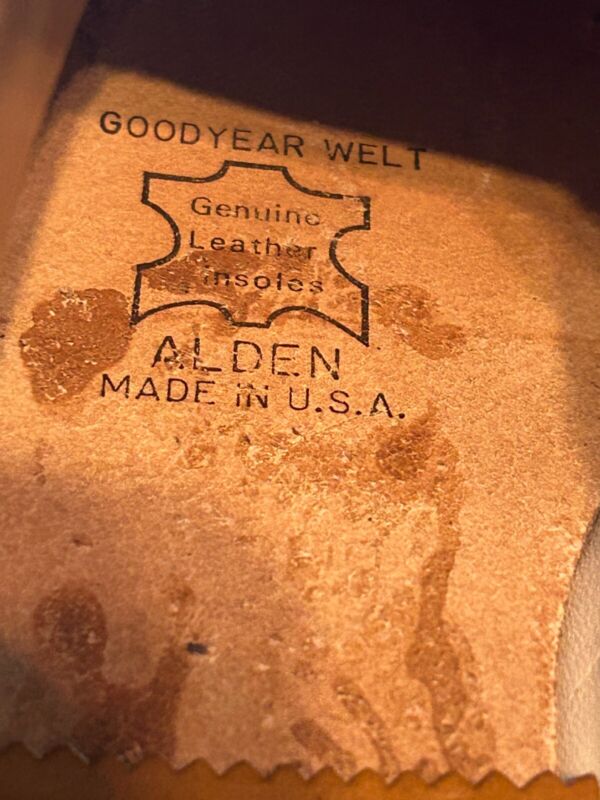 GOODYEAR WELT
Genuine
Leather
insoles
ALDEN
MADE IN U.S.A.